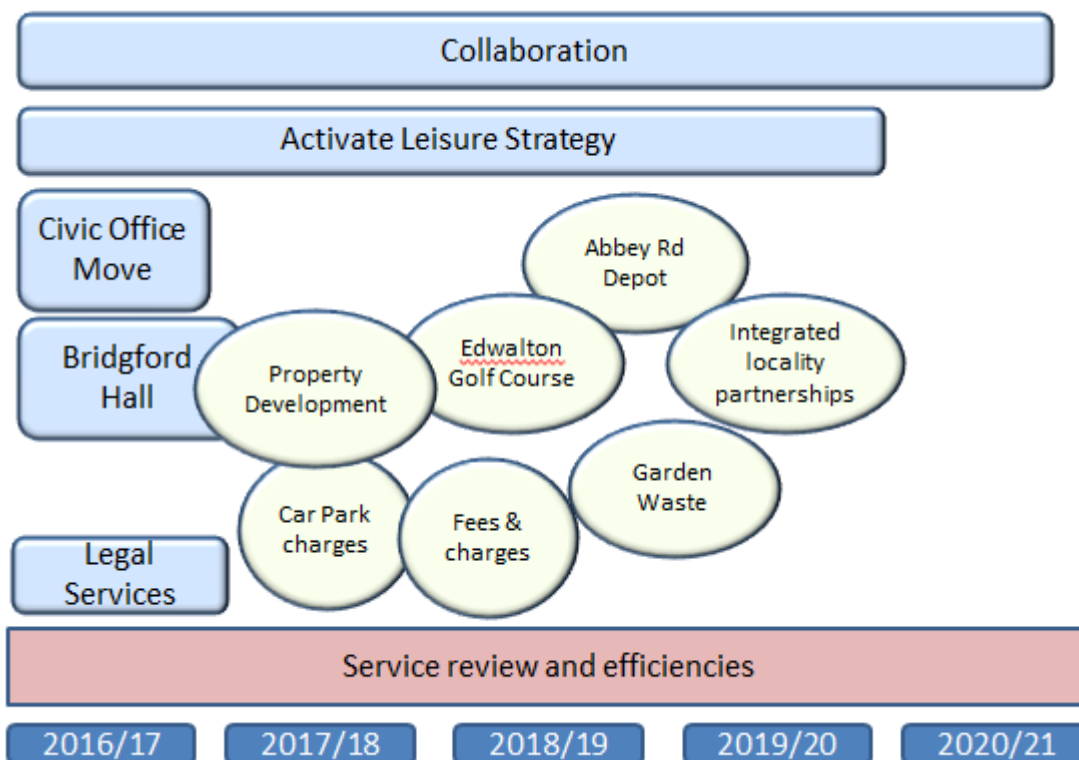 Collaboration
Activate Leisure Strategy
Civic Office
Move
Abbey Rd
Depot
Bridgford
Hall
Property
Development
Edwalton
Golf Course
Integrated
locality
partnerships
Car Park
charges
Fees &
charges
Garden
Waste
Legal
Services
Service review and efficiencies
2016/17
2017/18
2018/19
2019/20
2020/21